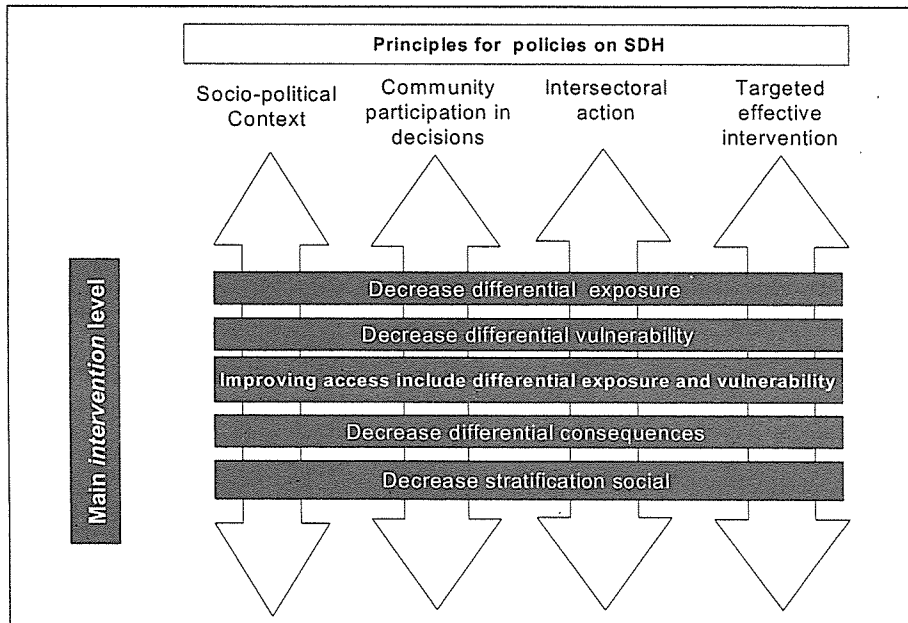 Principles for policies on SDH
Socio-political
Context
Community
participation in
decisions
Intersectoral
action
Targeted
effective
intervention
Main intervention level
Decrease differential exposure
Decrease differential vulnerability
Improving access include differential exposure and vulnerability
Decrease differential consequences
Decrease stratification social